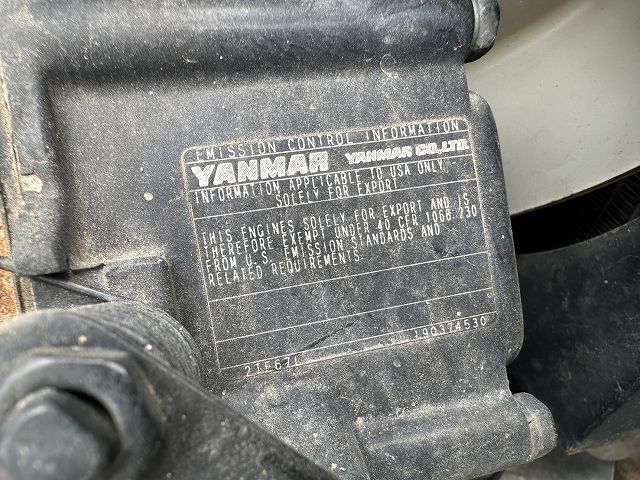 EMISSION CONTROL INFORMATION
YANMAR YANMAR CO.,LTD.
INFORMATION APPLICABLE TO USA ONLY.
SOLELY FOR EXPORT
THIS ENGINES SOLELY FOR EXPORT AND IS
THEREFORE EXEMPT UNDER 40 CFR 1068.230
FROM U.S. EMISSION STANDARDS AND
RELATED REQUIREMENTS.
190374530